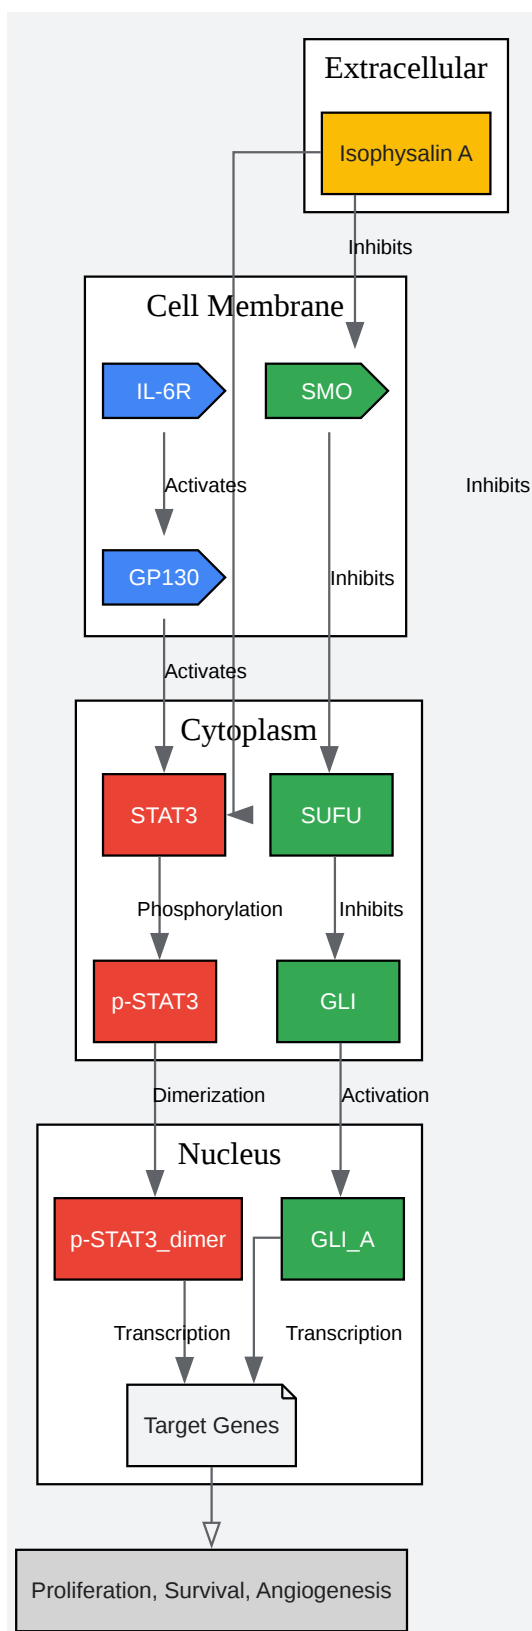 Extracellular
Isophysalin A
Inhibits
Cell Membrane
IL-6R
SMO
Activates
Inhibits
GP130
Inhibits
Activates
Cytoplasm
STAT3
SUFU
Phosphorylation
Inhibits
p-STAT3
GLI
Dimerization
Activation
Nucleus
p-STAT3_dimer
GLI_A
Transcription
Transcription
Target Genes
Proliferation, Survival, Angiogenesis